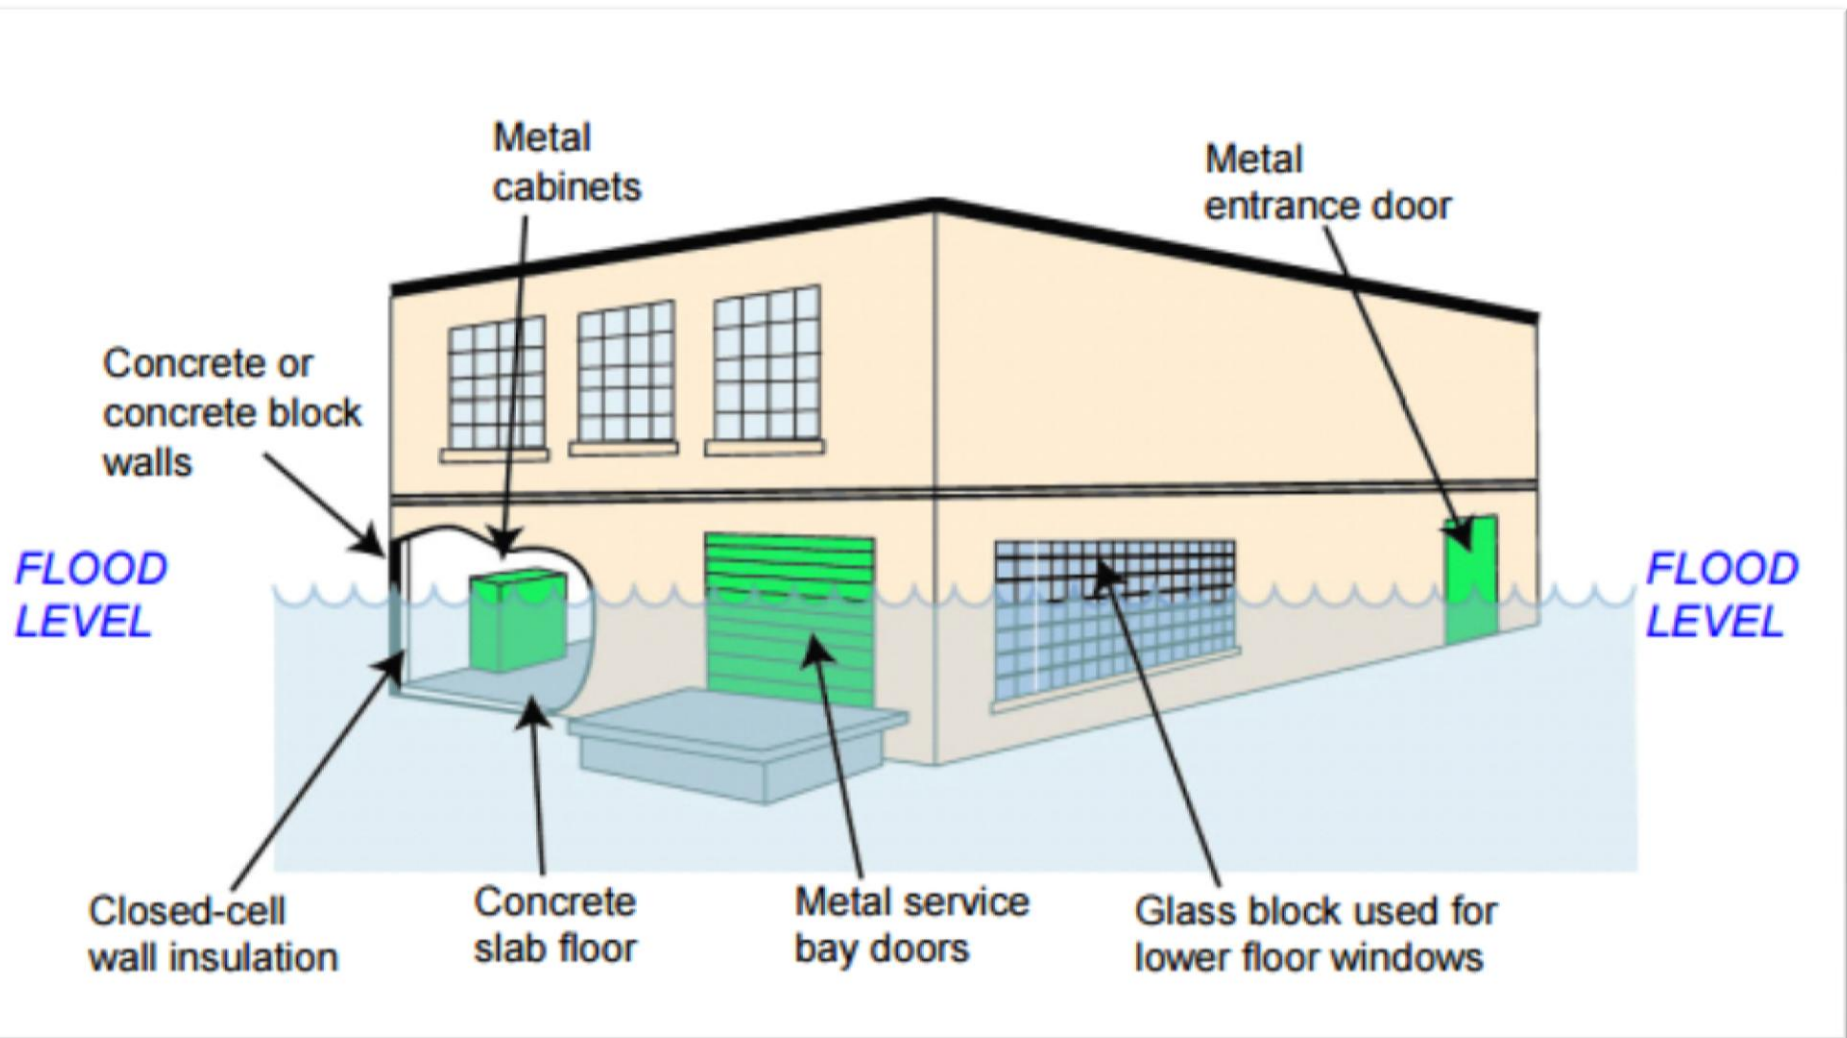 Metal
cabinets
Metal
entrance door
Concrete or
concrete block
walls
FLOOD
LEVEL
FLOOD
LEVEL
Closed-cell
wall insulation
Concrete
slab floor
Metal service
bay doors
Glass block used for
lower floor windows